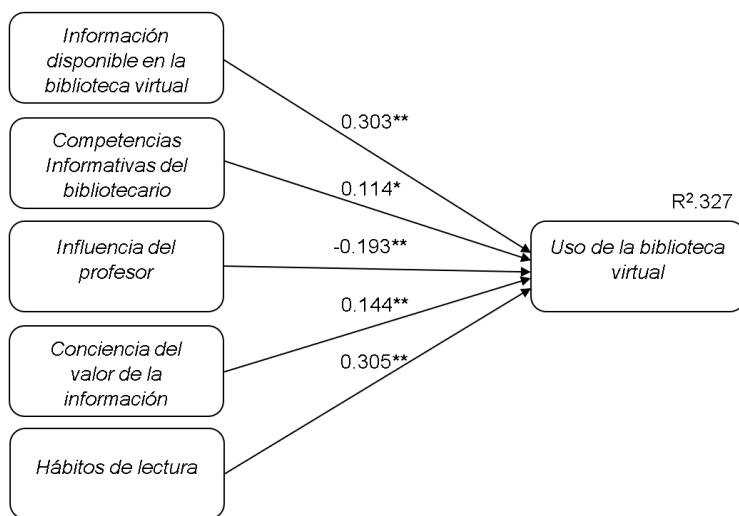 Información
disponible en la
biblioteca virtual
0.303**
Competencias
Informativas del
bibliotecario
0.114*
R².327
Influencia del
profesor
-0.193**
Uso de la biblioteca
virtual
0.144**
Conciencia del
valor de la
información
0.305**
Hábitos de lectura